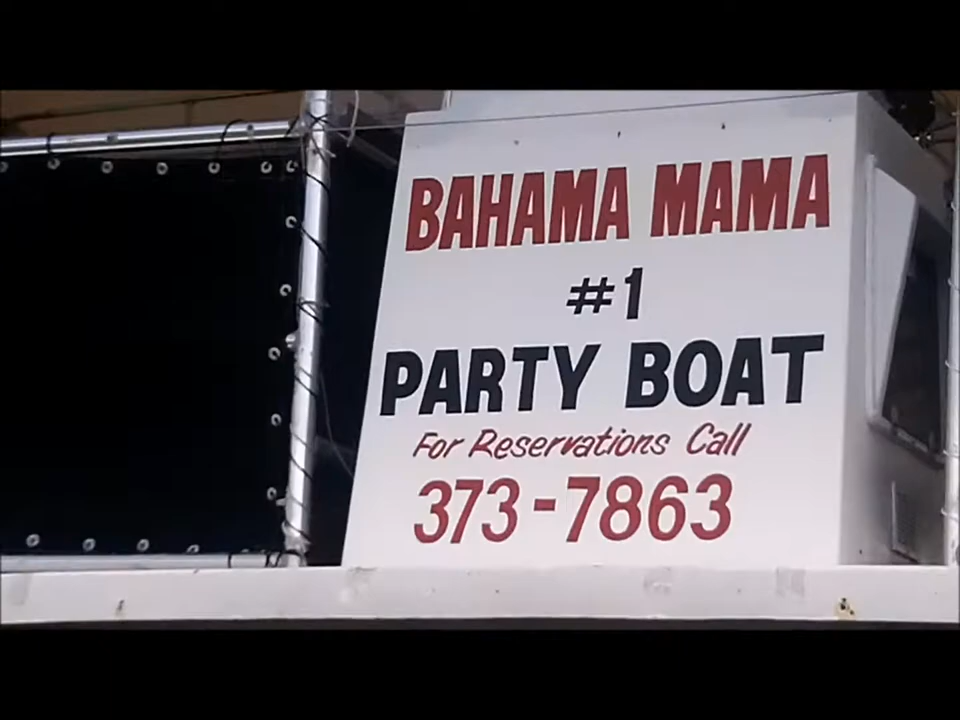 BAHAMA MAMA
#1
PARTY BOAT
For Reservations Call
373-7863